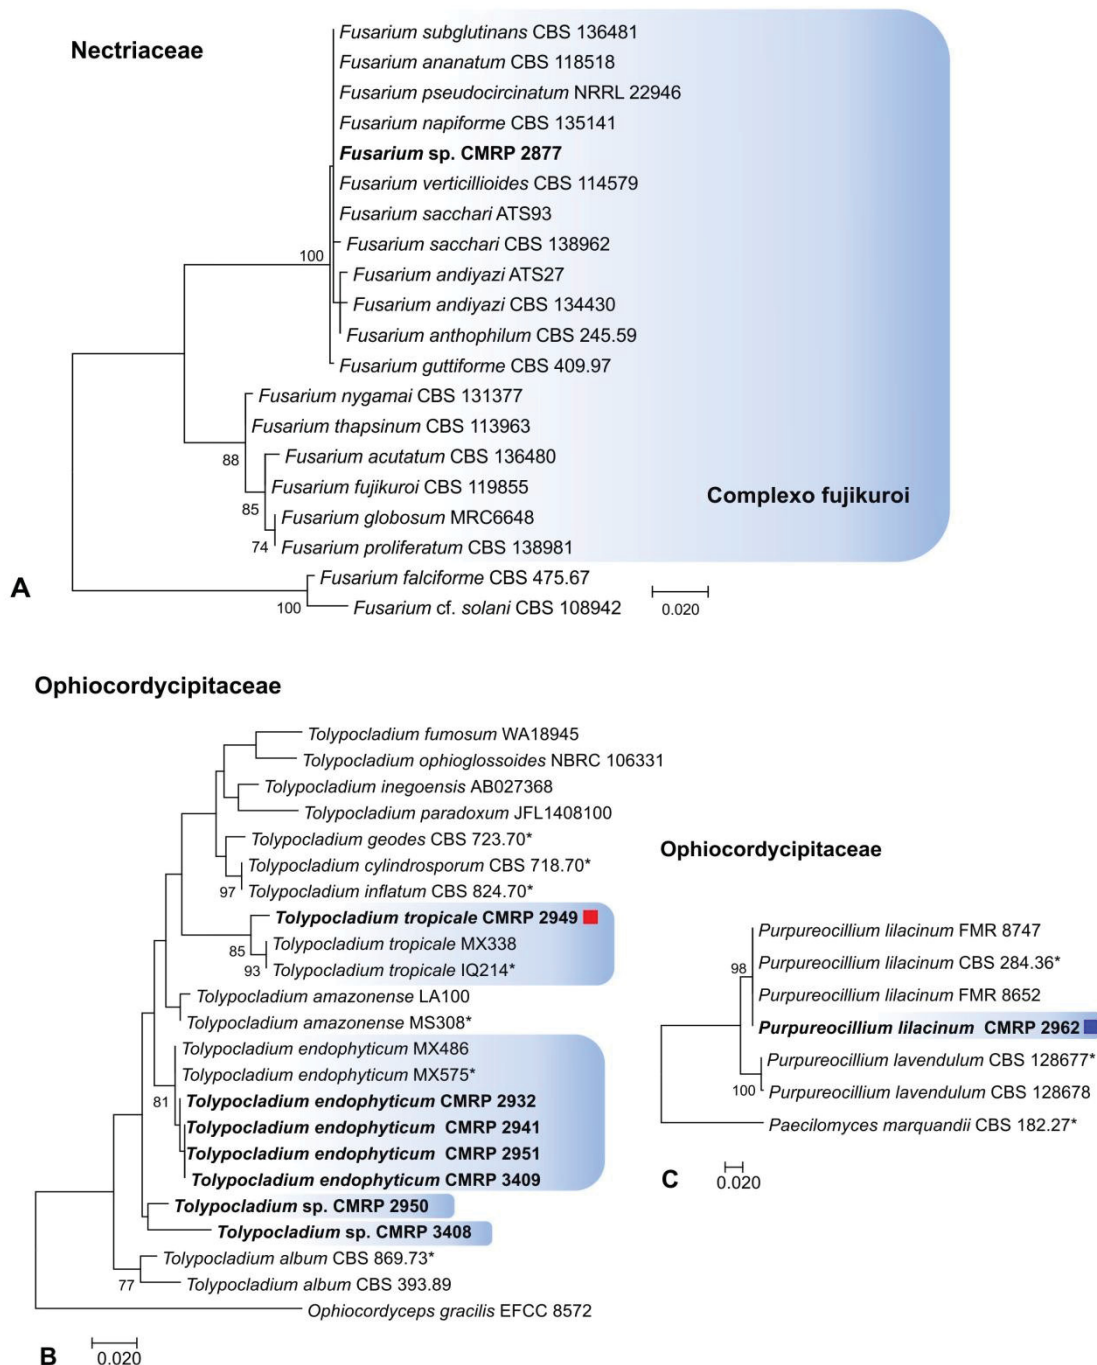 Nectriaceae
Fusarium subglutinans CBS 136481
Fusarium ananatum CBS 118518
Fusarium pseudocircinatum NRRL 22946
Fusarium napiforme CBS 135141
Fusarium sp. CMRP 2877
Fusarium verticillioides CBS 114579
Fusarium sacchari ATS93
Fusarium sacchari CBS 138962
100
Fusarium andiyazi ATS27
Fusarium andiyazi CBS 134430
Fusarium anthophilum CBS 245.59
Fusarium guttiforme CBS 409.97
Fusarium nygamai CBS 131377
Fusarium thapsinum CBS 113963
88
Fusarium acutatum CBS 136480
Fusarium fujikuroi CBS 119855
Complexo fujikuroi
85
Fusarium globosum MRC6648
74
Fusarium proliferatum CBS 138981
A
Fusarium falciforme CBS 475.67
100
Fusarium cf. solani CBS 108942
0.020
Ophiocordycipitaceae
Tolypocladium fumosum WA18945
Tolypocladium ophioglossoides NBRC 106331
Tolypocladium inegoensis AB027368
Tolypocladium paradoxum JFL1408100
Tolypocladium geodes CBS 723.70*
Tolypocladium cylindrosporum CBS 718.70*
97
Tolypocladium inflatum CBS 824.70*
Tolypocladium tropicale CMRP 2949
85
Tolypocladium tropicale MX338
93
Tolypocladium tropicale IQ214*
Tolypocladium amazonense LA100
Tolypocladium amazonense MS308*
Tolypocladium endophyticum MX486
Tolypocladium endophyticum MX575*
81
Tolypocladium endophyticum CMRP 2932
Tolypocladium endophyticum CMRP 2941
Tolypocladium endophyticum CMRP 2951
Tolypocladium endophyticum CMRP 3409
Tolypocladium sp. CMRP 2950
Tolypocladium sp. CMRP 3408
Tolypocladium album CBS 869.73*
77
Tolypocladium album CBS 393.89
Ophiocordyceps gracilis EFCC 8572
B
0.020
Ophiocordycipitaceae
Purpureocillium lilacinum FMR 8747
98
Purpureocillium lilacinum CBS 284.36*
Purpureocillium lilacinum FMR 8652
Purpureocillium lilacinum CMRP 2962
Purpureocillium lavendulum CBS 128677*
100
Purpureocillium lavendulum CBS 128678
Paecilomyces marquandii CBS 182.27*
C
0.020